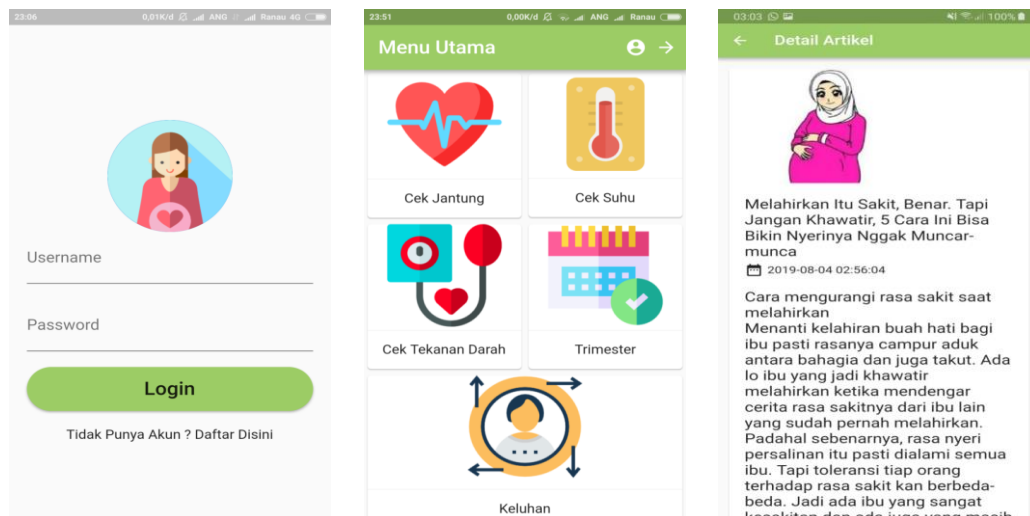 23:06
0,01K/d
ANG
Ranau 4G
Username
Password
Login
Tidak Punya Akun ? Daftar Disini
23:51
0,00K/d
ANG
Ranau
Menu Utama
Cek Jantung
Cek Suhu
Cek Tekanan Darah
Trimester
Keluhan
03:03
100%
Detail Artikel
Melahirkan Itu Sakit, Benar. Tapi
Jangan Khawatir, 5 Cara Ini Bisa
Bikin Nyerinya Nggak Muncar-
munca
2019-08-04 02:56:04
Cara mengurangi rasa sakit saat
melahirkan
Menanti kelahiran buah hati bagi
ibu pasti rasanya campur aduk
antara bahagia dan juga takut. Ada
lo ibu yang jadi khawatir
melahirkan ketika mendengar
cerita rasa sakitnya dari ibu lain
yang sudah pernah melahirkan.
Padahal sebenarnya, rasa nyeri
persalinan itu pasti dialami semua
ibu. Tapi toleransi tiap orang
terhadap rasa sakit kan berbeda-
beda. Jadi ada ibu yang sangat